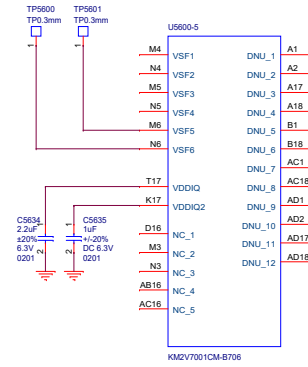 TP5600 TP5601
TP0.3mm TP0.3mm
1 1
U5600-5
M4 VSF1 DNU_1 A1
N4 VSF2 DNU_2 A2
M5 VSF3 DNU_3 A17
N5 VSF4 DNU_4 A18
M6 VSF5 DNU_5 B1
N6 VSF6 DNU_6 B18
DNU_7 AC1
T17 VDDIQ DNU_8 AC18
K17 VDDIQ2 DNU_9 AD1
DNU_10 AD2
D16 NC_1 DNU_11 AD17
M3 NC_2 DNU_12 AD18
N3 NC_3
AB16 NC_4
AC16 NC_5
C5634 1 C5635 1
2.2uF 1uF
±20% +/-20%
6.3V 2 DC 6.3V 2
0201 0201
KM2V7001CM-B706